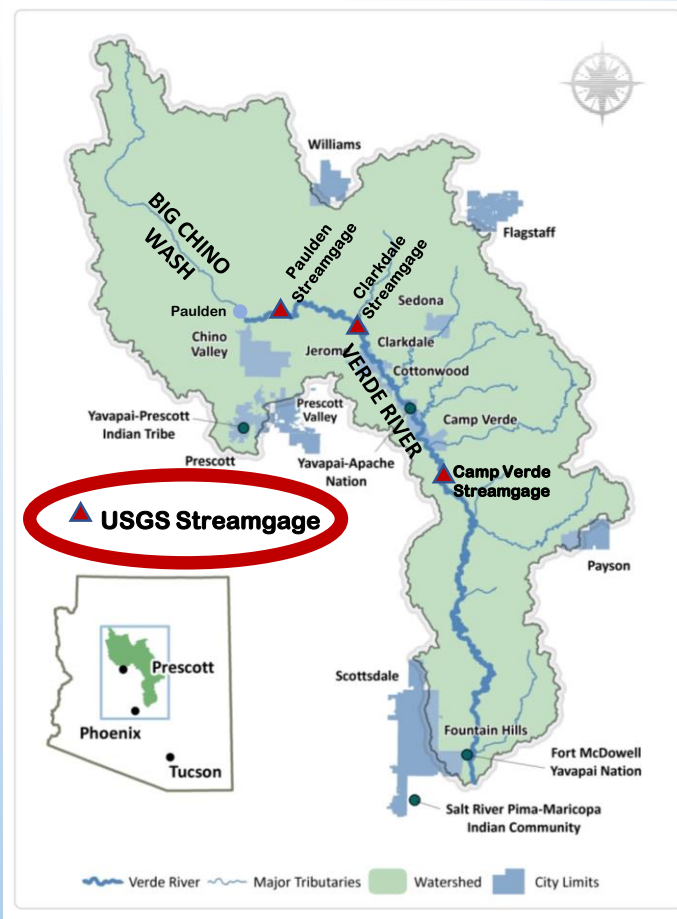 Williams
Flagstaff
BIG CHINO
WASH
Paulden
Streamgage
Clarkdale
Streamgage
Sedona
Paulden
Chino
Valley
Jerome
Clarkdale
Cottonwood
VERDE RIVER
Prescott
Valley
Yavapai-Prescott
Indian Tribe
Camp Verde
Prescott
Yavapai-Apache
Nation
Camp Verde
Streamgage
USGS Streamgage
Payson
Prescott
Phoenix
Tucson
Scottsdale
Fountain Hills
Fort McDowell
Yavapai Nation
Salt River Pima-Maricopa
Indian Community
Verde River
Major Tributaries
Watershed
City Limits